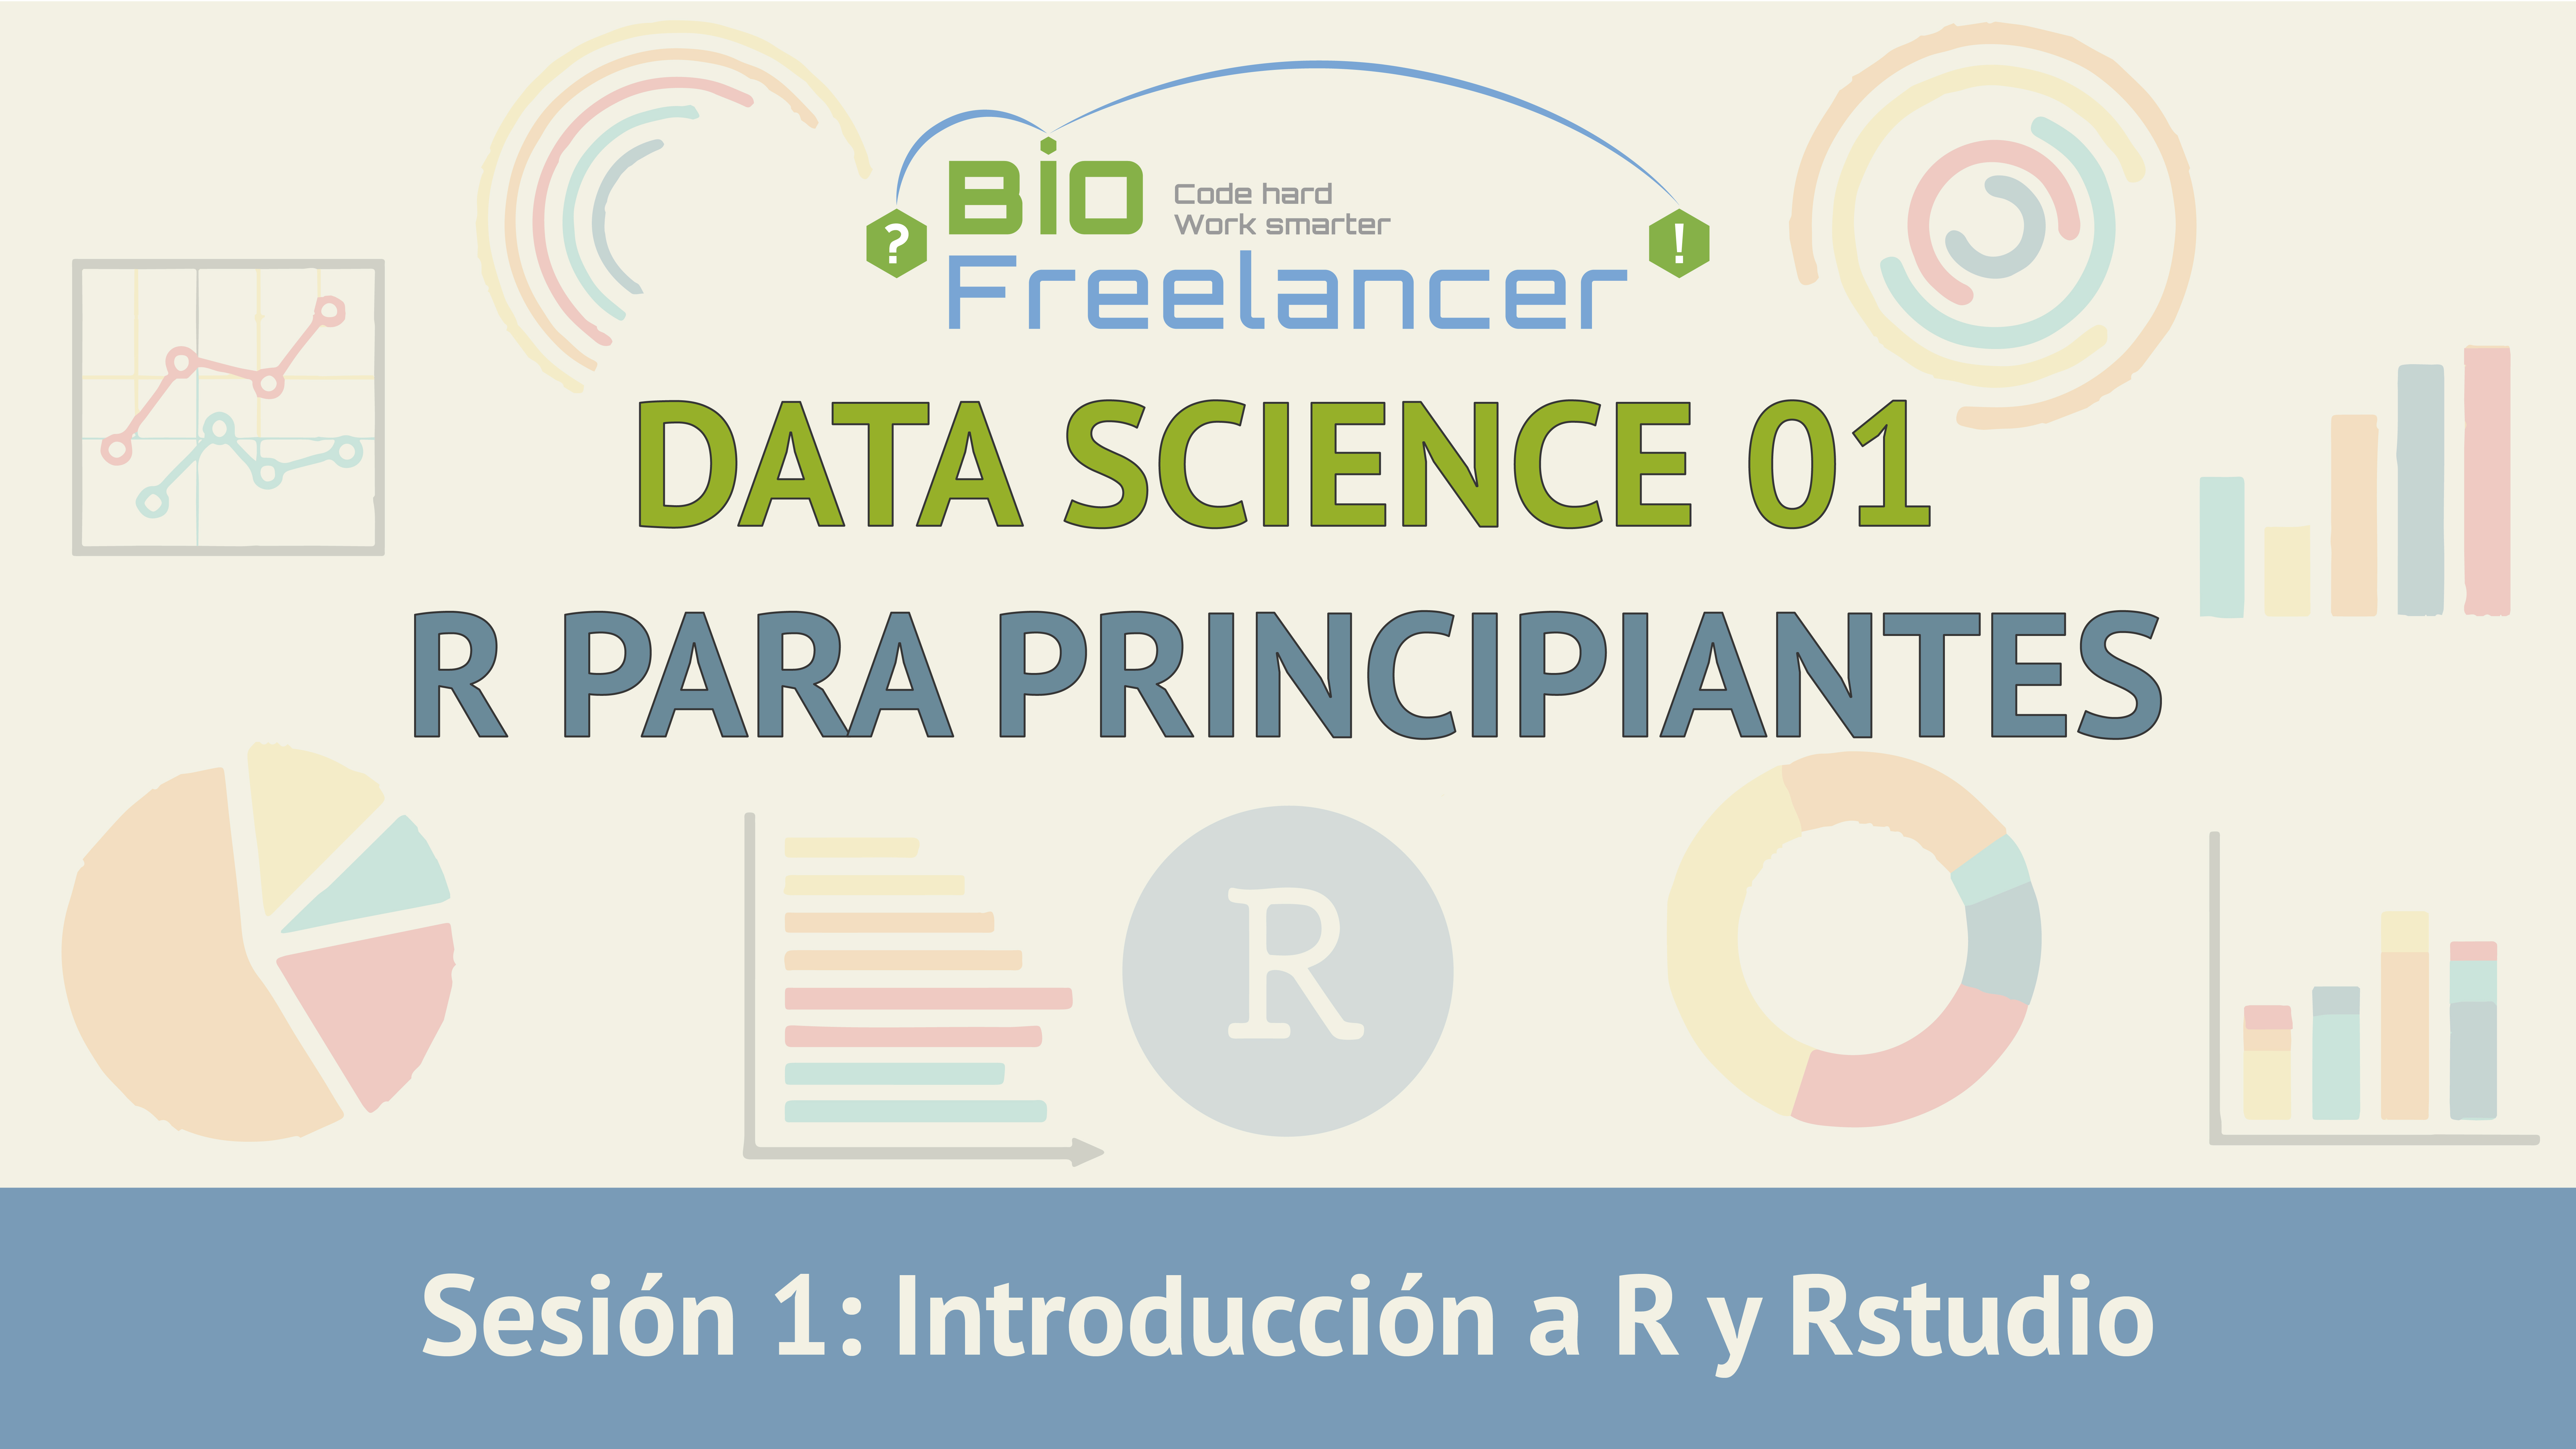 BiO
Code hard
Work smarter
?
!
Freelancer
DATA SCIENCE 01
R PARA PRINCIPIANTES
R
Sesión 1: Introducción a R y Rstudio